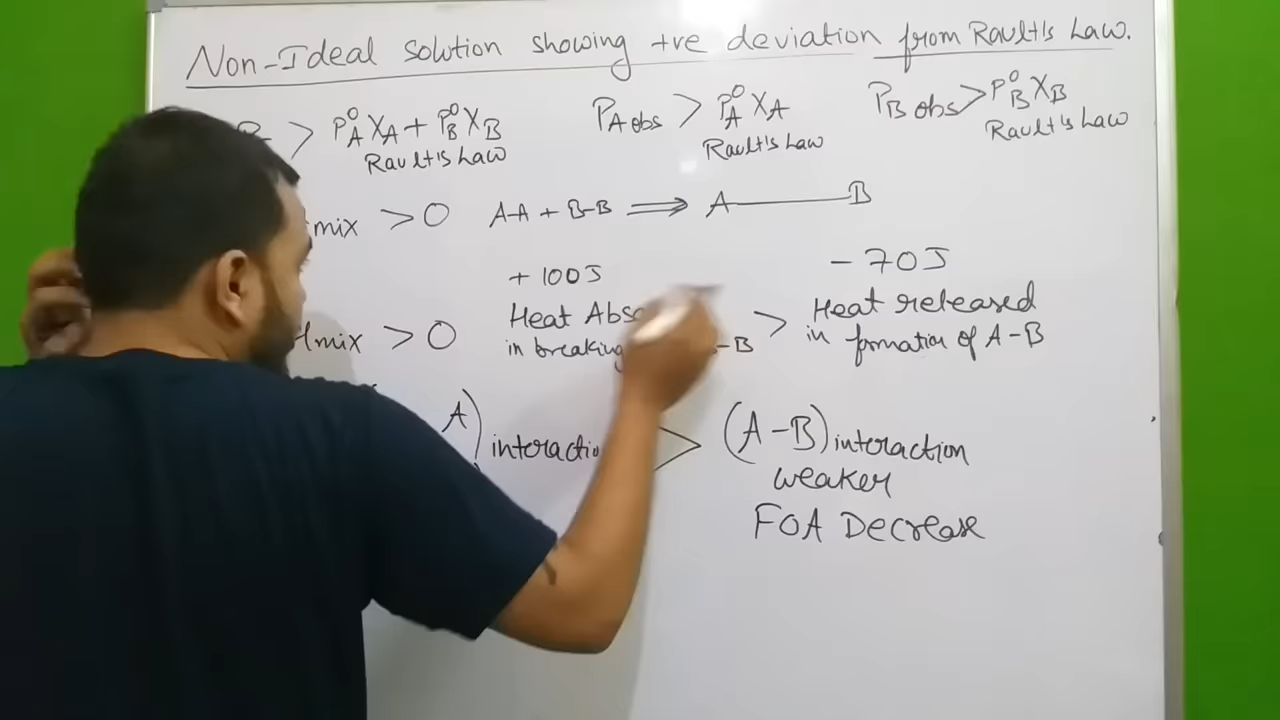 Non-Ideal solution showing +ve deviation from Rault's Law.
> P°A XA + P°B XB
Rault's Law
PA obs > P°A XA
Rault's Law
PB obs > P°B XB
Rault's Law
mix > 0 A-A + B-B ⟹ A—B
+ 100J - 70J
Heat Abso > Heat released
in breaking -B in formation of A-B
Hmix > 0
A) interactio > (A-B) interaction
weaker
FOA Decrease